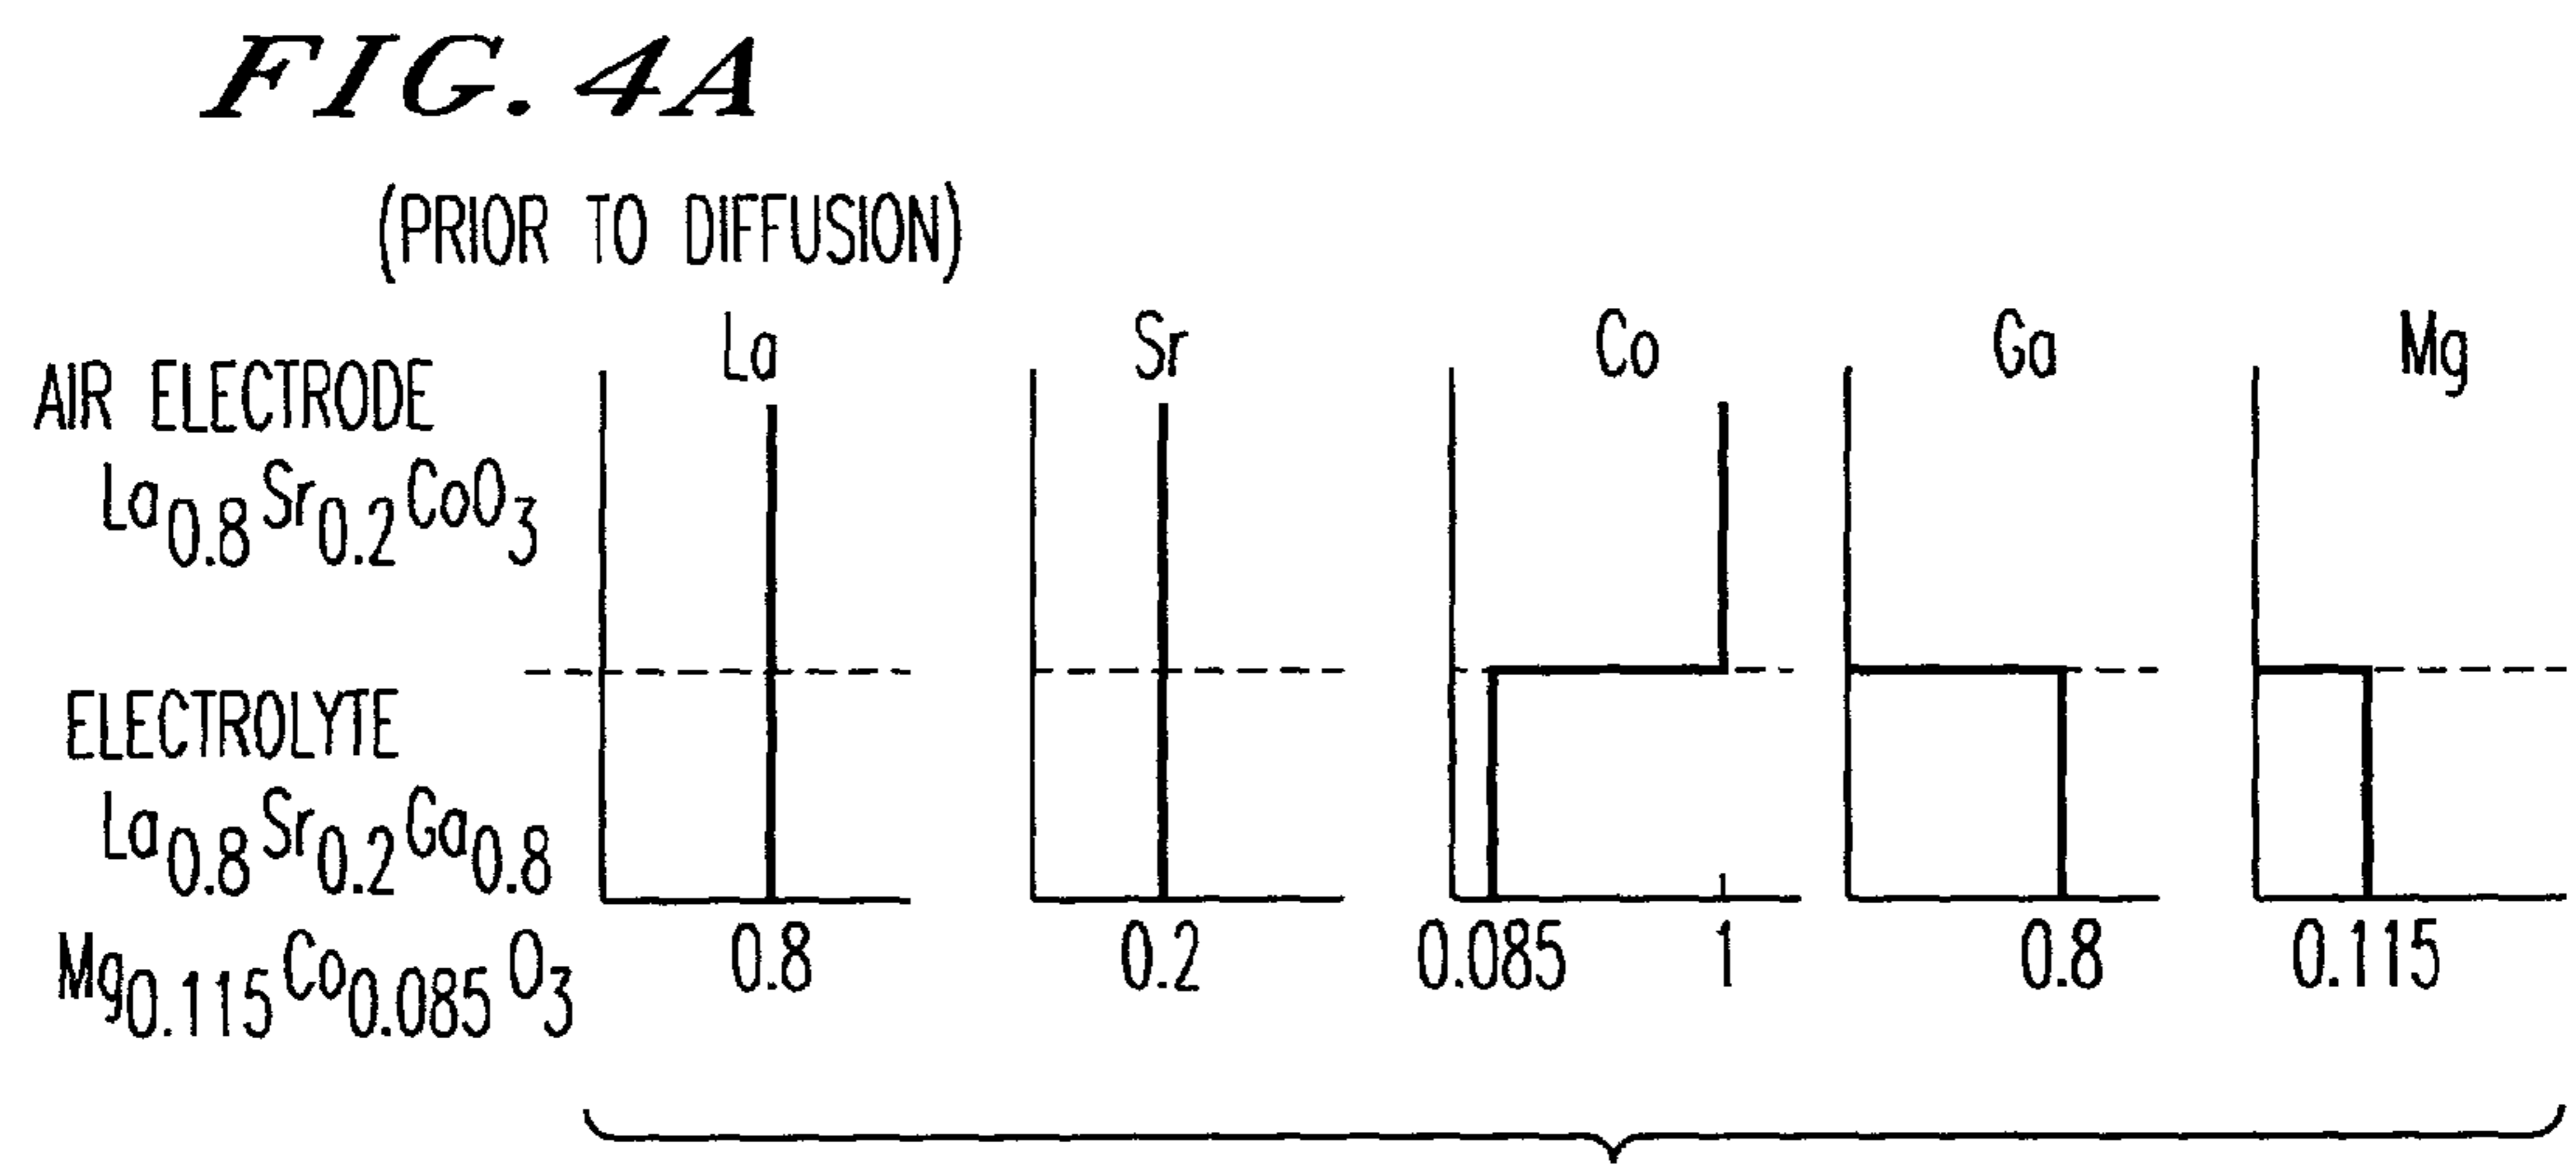 FIG. 4A
(PRIOR TO DIFFUSION)
La Sr Co Ga Mg
AIR ELECTRODE
La0.8Sr0.2CoO3
ELECTROLYTE
La0.8Sr0.2Ga0.8
Mg0.115Co0.085O3
0.8 0.2 0.085 1 0.8 0.115